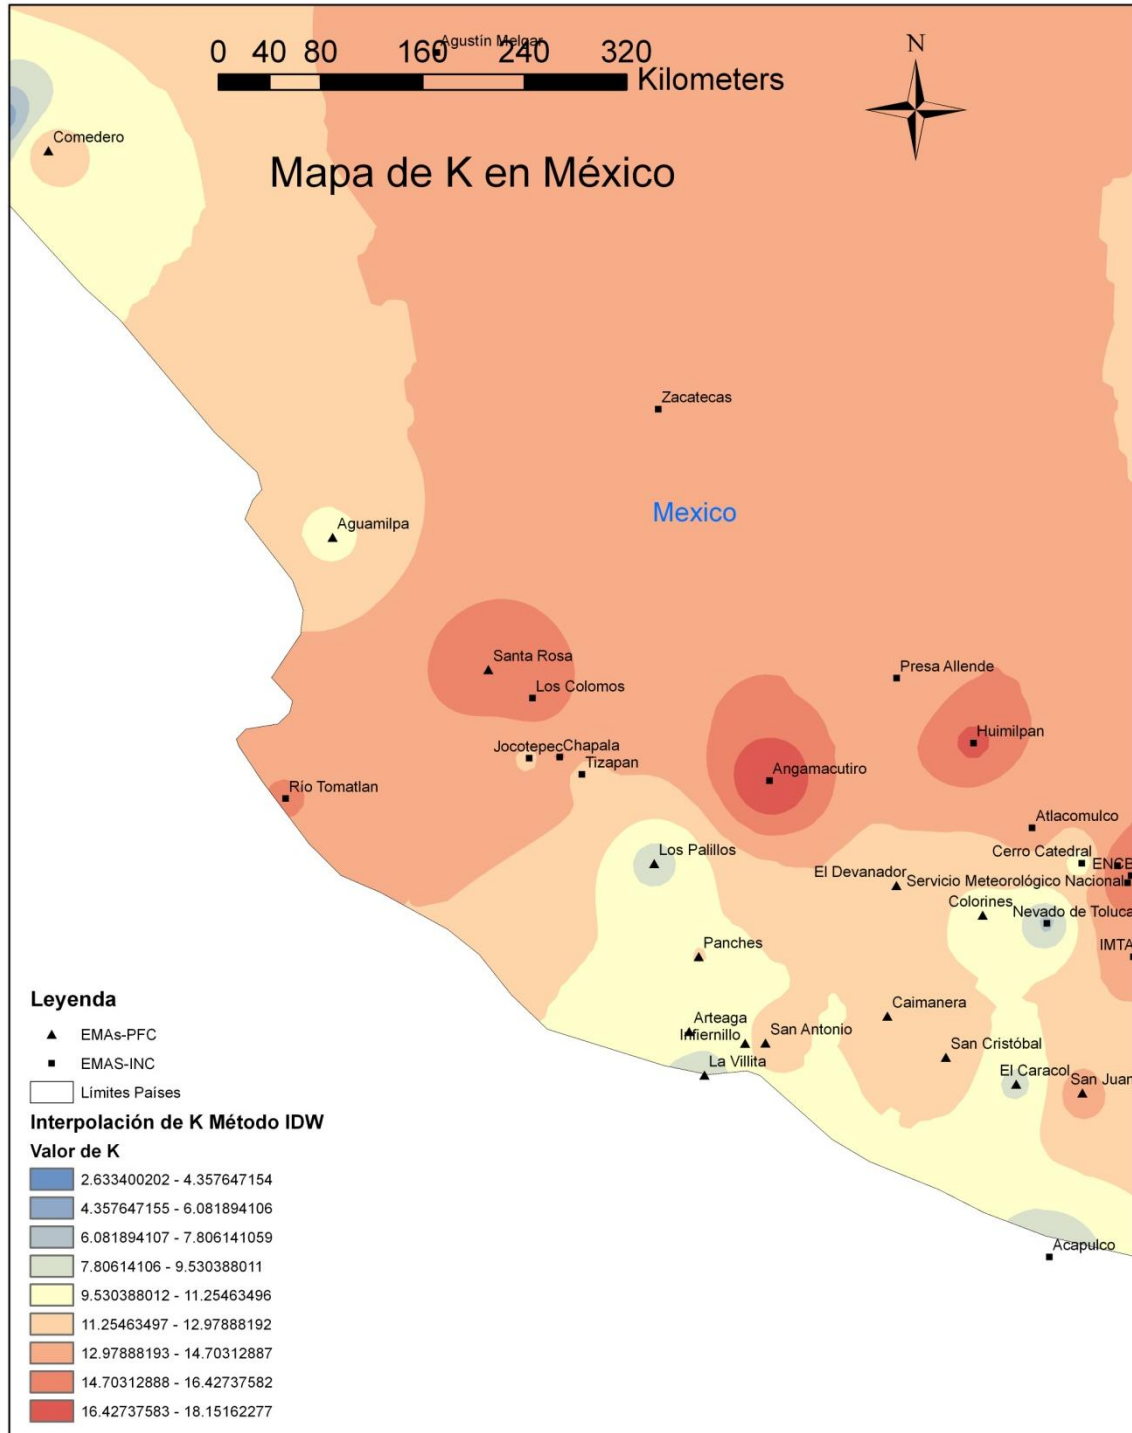 Agustín Melgar
0 40 80 160 240 320
Kilometers
N
Comedero
Mapa de K en México
Zacatecas
Mexico
Aguamilpa
Santa Rosa
Los Colomos
Presa Allende
Huimilpan
Jocotepec
Chapala
Tizapan
Angamacutiro
Río Tomatlan
Atlacomulco
Los Palillos
Cerro Catedral
ENCB
El Devanador
Servicio Meteorológico Nacional
Colorines
Nevado de Toluca
Panches
IMTA
Caimanera
Arteaga
Infiernillo
San Antonio
San Cristóbal
La Villita
El Caracol
San Juan
Acapulco
Leyenda
EMAs-PFC
EMAS-INC
Límites Países
Interpolación de K Método IDW
Valor de K
2.633400202 - 4.357647154
4.357647155 - 6.081894106
6.081894107 - 7.806141059
7.80614106 - 9.530388011
9.530388012 - 11.25463496
11.25463497 - 12.97888192
12.97888193 - 14.70312887
14.70312888 - 16.42737582
16.42737583 - 18.15162277